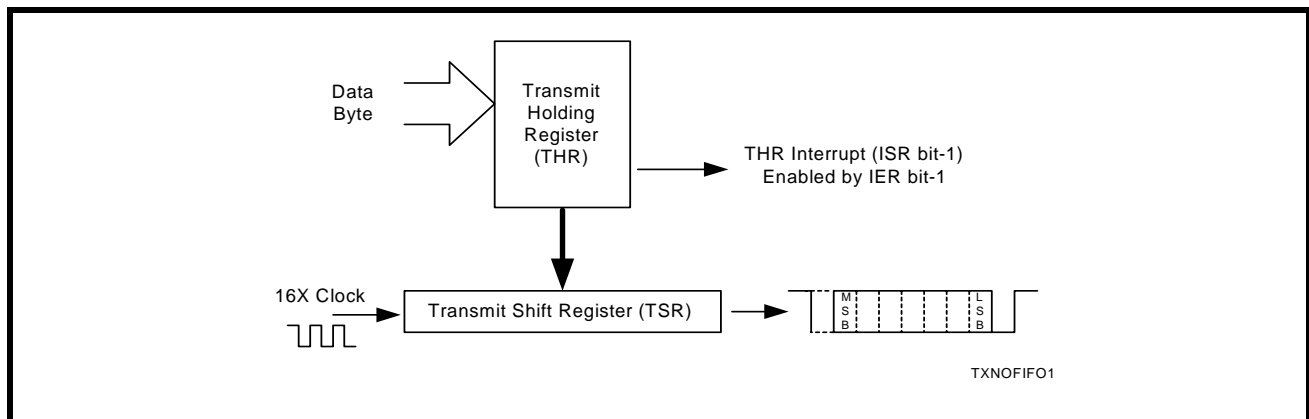 Data
Byte
Transmit
Holding
Register
(THR)
THR Interrupt (ISR bit-1)
Enabled by IER bit-1
16X Clock
Transmit Shift Register (TSR)
M
S
B
L
S
B
TXNOFIFO1